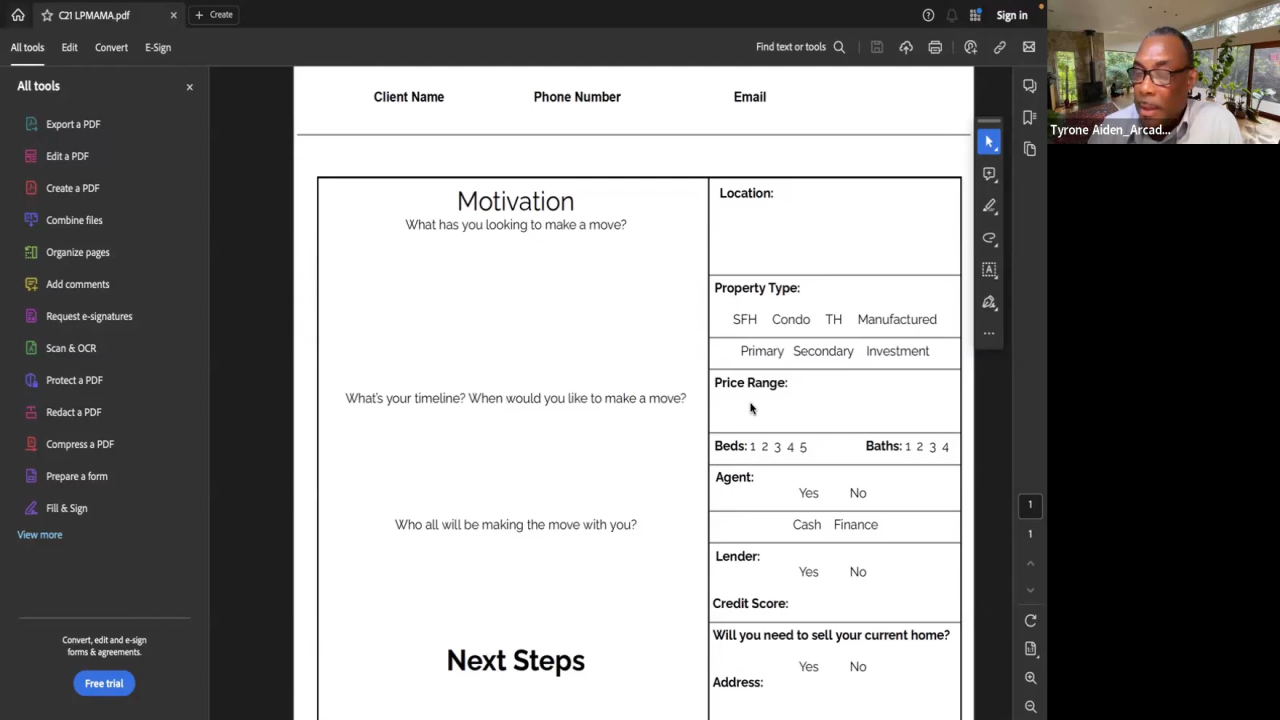 C21 LPMAMA.pdf
Create
Sign in
All tools
Edit
Convert
E-Sign
Find text or tools
All tools
Export a PDF
Edit a PDF
Create a PDF
Combine files
Organize pages
Add comments
Request e-signatures
Scan & OCR
Protect a PDF
Redact a PDF
Compress a PDF
Prepare a form
Fill & Sign
View more
Convert, edit and e-sign
forms & agreements.
Free trial
Client Name Phone Number Email
Motivation
What has you looking to make a move?
What's your timeline? When would you like to make a move?
Who all will be making the move with you?
Next Steps
Location:
Property Type:
SFH Condo TH Manufactured
Primary Secondary Investment
Price Range:
Beds: 1 2 3 4 5 Baths: 1 2 3 4
Agent:
Yes No
Cash Finance
Lender:
Yes No
Credit Score:
Will you need to sell your current home?
Yes No
Address:
1
1
Tyrone Aiden_Arcad...